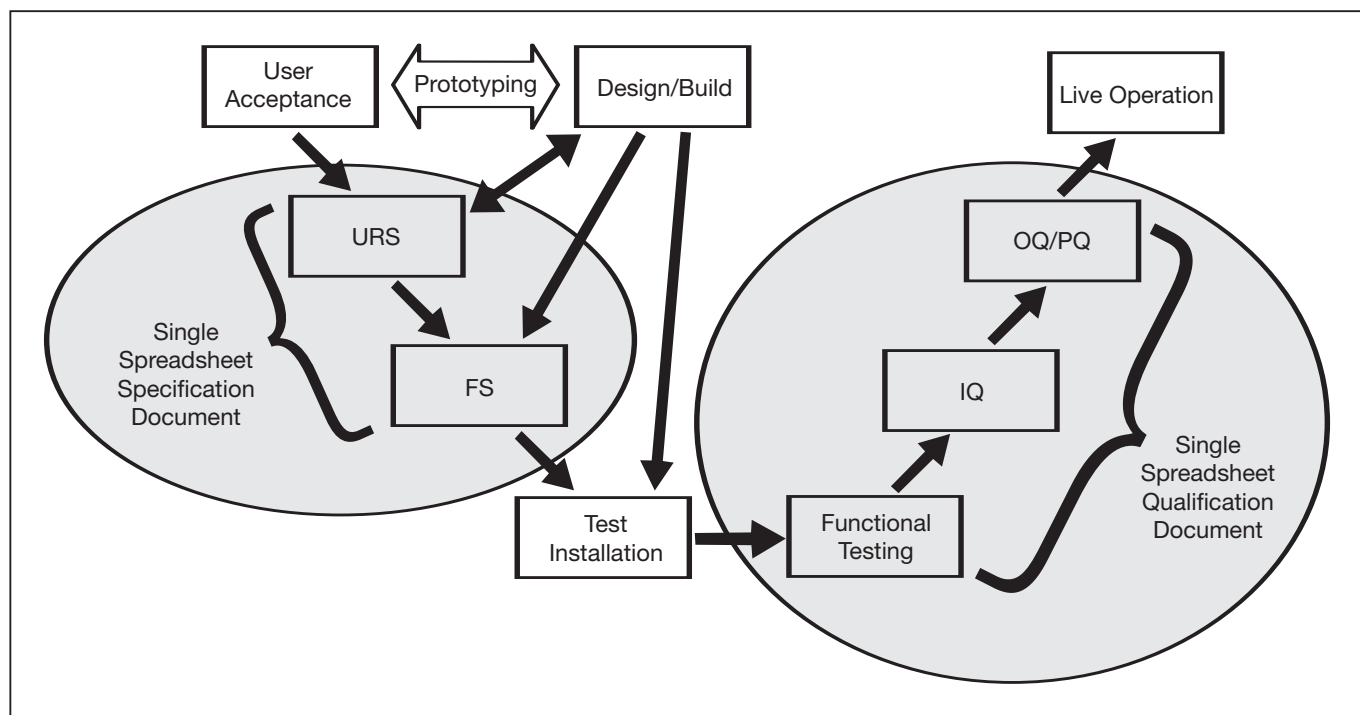 User
Acceptance
Prototyping
Design/Build
Live Operation
URS
OQ/PQ
Single
Spreadsheet
Specification
Document
FS
IQ
Single
Spreadsheet
Qualification
Document
Test
Installation
Functional
Testing